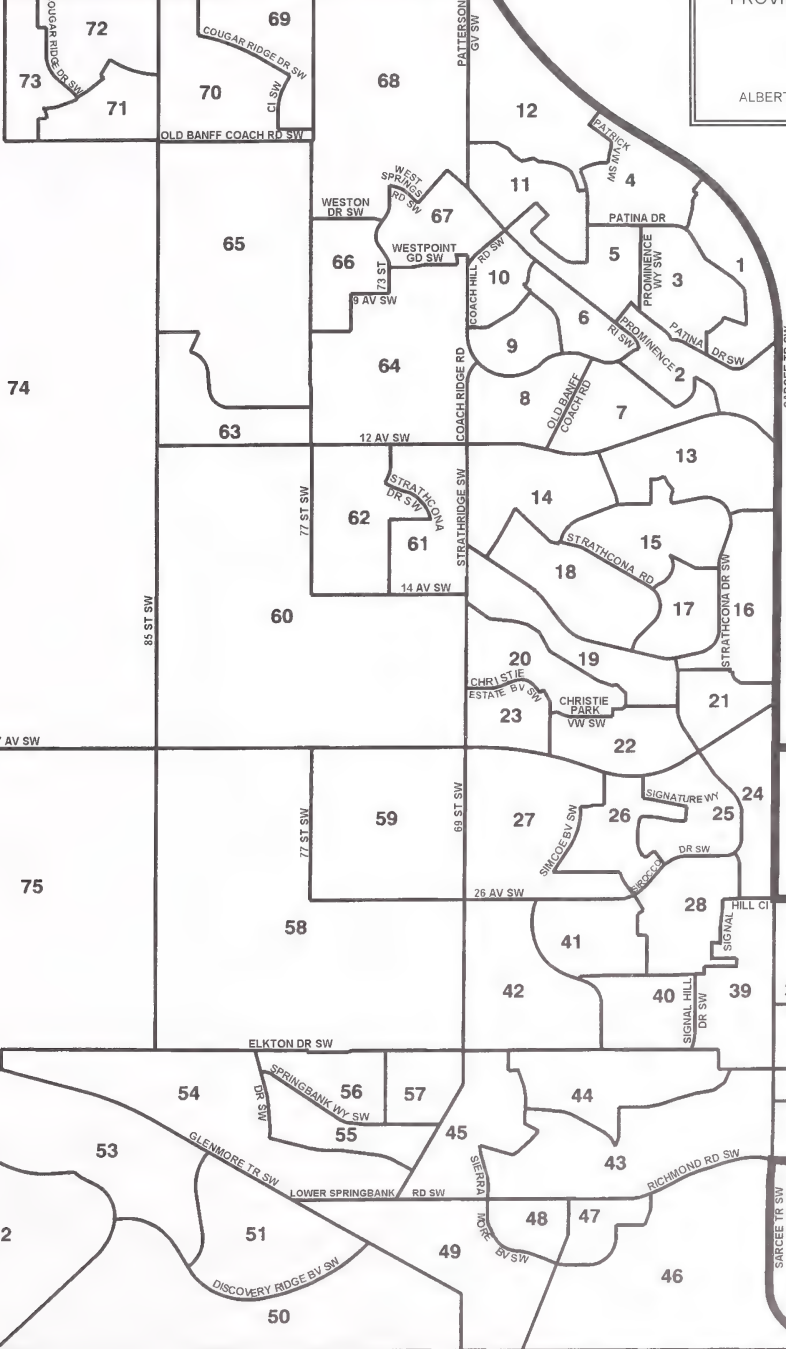 72
69
PATTERSON
GV SW
COUGAR RIDGE DR SW
COUGAR RIDGE DR SW
73
71
70
CI SW
68
12
ALBERT
OLD BANFF COACH RD SW
PATRICK
VW SW
4
11
WEST
SPRINGS
RD SW
WESTON
DR SW
67
PATINA DR
65
66
WESTPOINT
GD SW
73 ST
9 AV SW
COACH HILL
RD SW
10
5
PROMINENCE
WY SW
3
1
6
PROMINENCE
RI SW
PATINA
DR SW
2
9
64
COACH RIDGE RD
8
OLD BANFF
COACH RD
7
74
63
12 AV SW
13
77 ST SW
62
STRATHCONA
DR SW
61
STRATHRIDGE SW
14
15
STRATHCONA RD
18
17
STRATHCONA DR SW
16
14 AV SW
85 ST SW
60
20
19
CHRISTIE
ESTATE BV SW
23
CHRISTIE
PARK
VW SW
21
22
AV SW
77 ST SW
59
69 ST SW
27
SIMCOE BV SW
26
SIGNATURE WY
25
24
SIROCCO
DR SW
75
26 AV SW
58
28
SIGNAL
HILL CI
41
42
40
SIGNAL HILL
DR SW
39
ELKTON DR SW
54
DR SW
SPRINGBANK WY SW
56
57
55
44
45
53
GLENMORE TR SW
43
SIERRA
MORE
BV SW
RICHMOND RD SW
LOWER SPRINGBANK
RD SW
SARCEE TR SW
2
51
48
47
49
DISCOVERY RIDGE BV SW
46
50